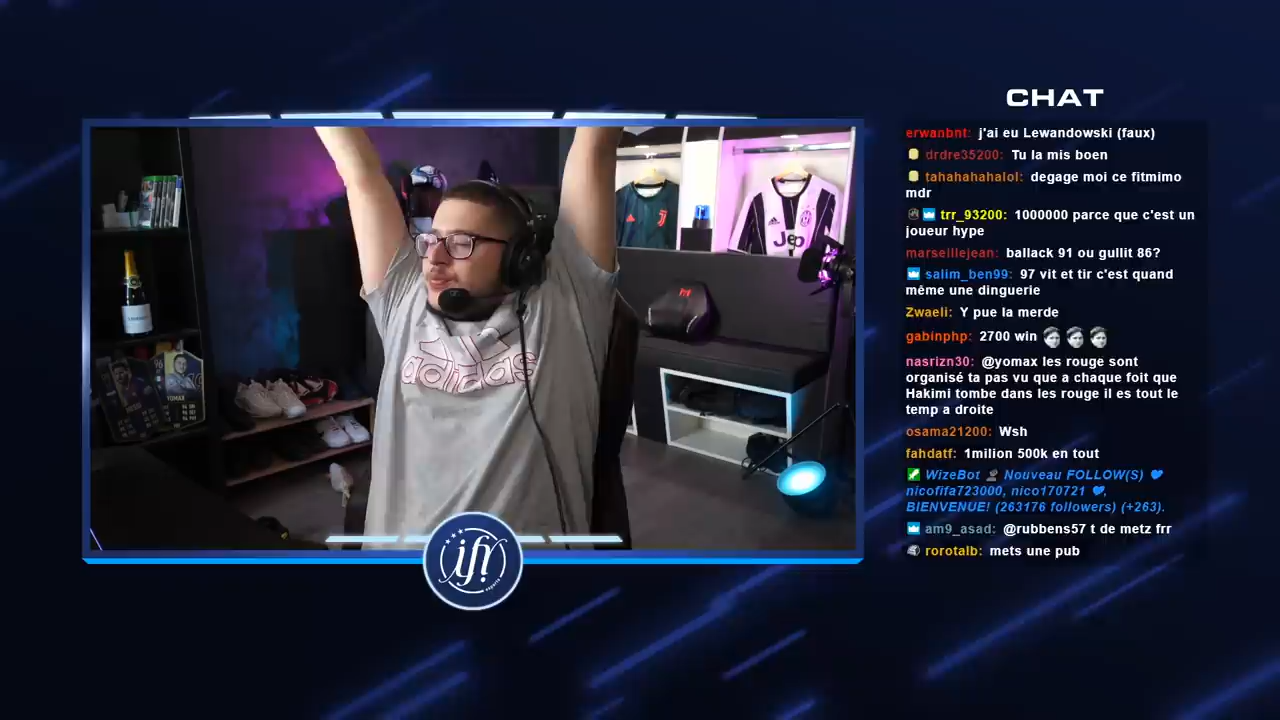 CHAT
erwanbnt: j'ai eu Lewandowski (faux)
drdre35200: Tu la mis boen
tahahahahalol: degage moi ce fitmimo
mdr
trr_93200: 1000000 parce que c'est un
joueur hype
marseillejean: ballack 91 ou gullit 86?
salim_ben99: 97 vit et tir c'est quand
même une dinguerie
Zwaeli: Y pue la merde
gabinphp: 2700 win
nasrizn30: @yomax les rouge sont
organisé ta pas vu que a chaque foit que
Hakimi tombe dans les rouge il es tout le
temp a droite
osama21200: Wsh
fahdatf: 1milion 500k en tout
WizeBot Nouveau FOLLOW(S)
nicofifa723000, nico170721 ,
BIENVENUE! (263176 followers) (+263).
am9_asad: @rubbens57 t de metz frr
rorotalb: mets une pub
Jeep
adidas
96
YOMAX
ify!
esports